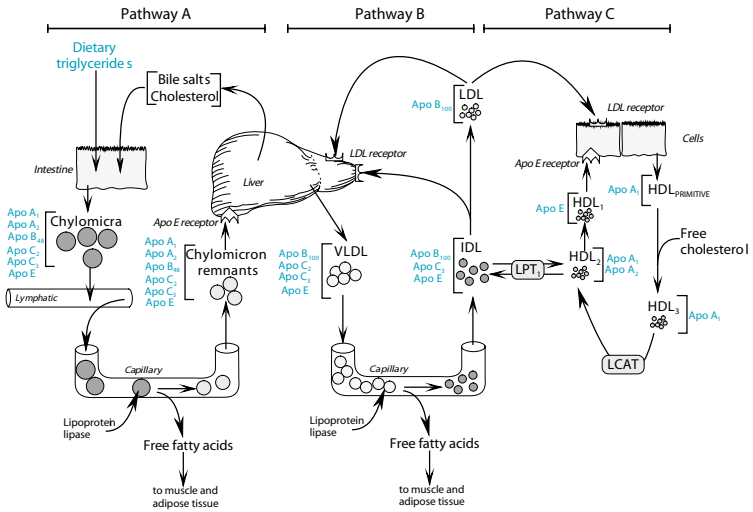 Pathway A
Pathway B
Pathway C
Dietary
triglycerides
Bile salts
Cholesterol
Intestine
Liver
LDL receptor
Apo E receptor
Apo A1
Apo A2
Apo B48
Apo C2
Apo C3
Apo E
Chylomicra
Apo A1
Apo A2
Apo B48
Apo C2
Apo C3
Apo E
Chylomicron
remnants
Lymphatic
Capillary
Lipoprotein
lipase
Free fatty acids
to muscle and
adipose tissue
Apo B100
Apo C2
Apo C3
Apo E
VLDL
Capillary
Lipoprotein
lipase
Free fatty acids
to muscle and
adipose tissue
Apo B100
LDL
Apo B100
Apo C3
Apo E
IDL
LPT1
LDL receptor
Cells
Apo E receptor
Apo E
HDL1
HDL2
Apo A1
Apo A2
Apo A1
HDLPRIMITIVE
Free
cholesterol
HDL3
Apo A1
LCAT